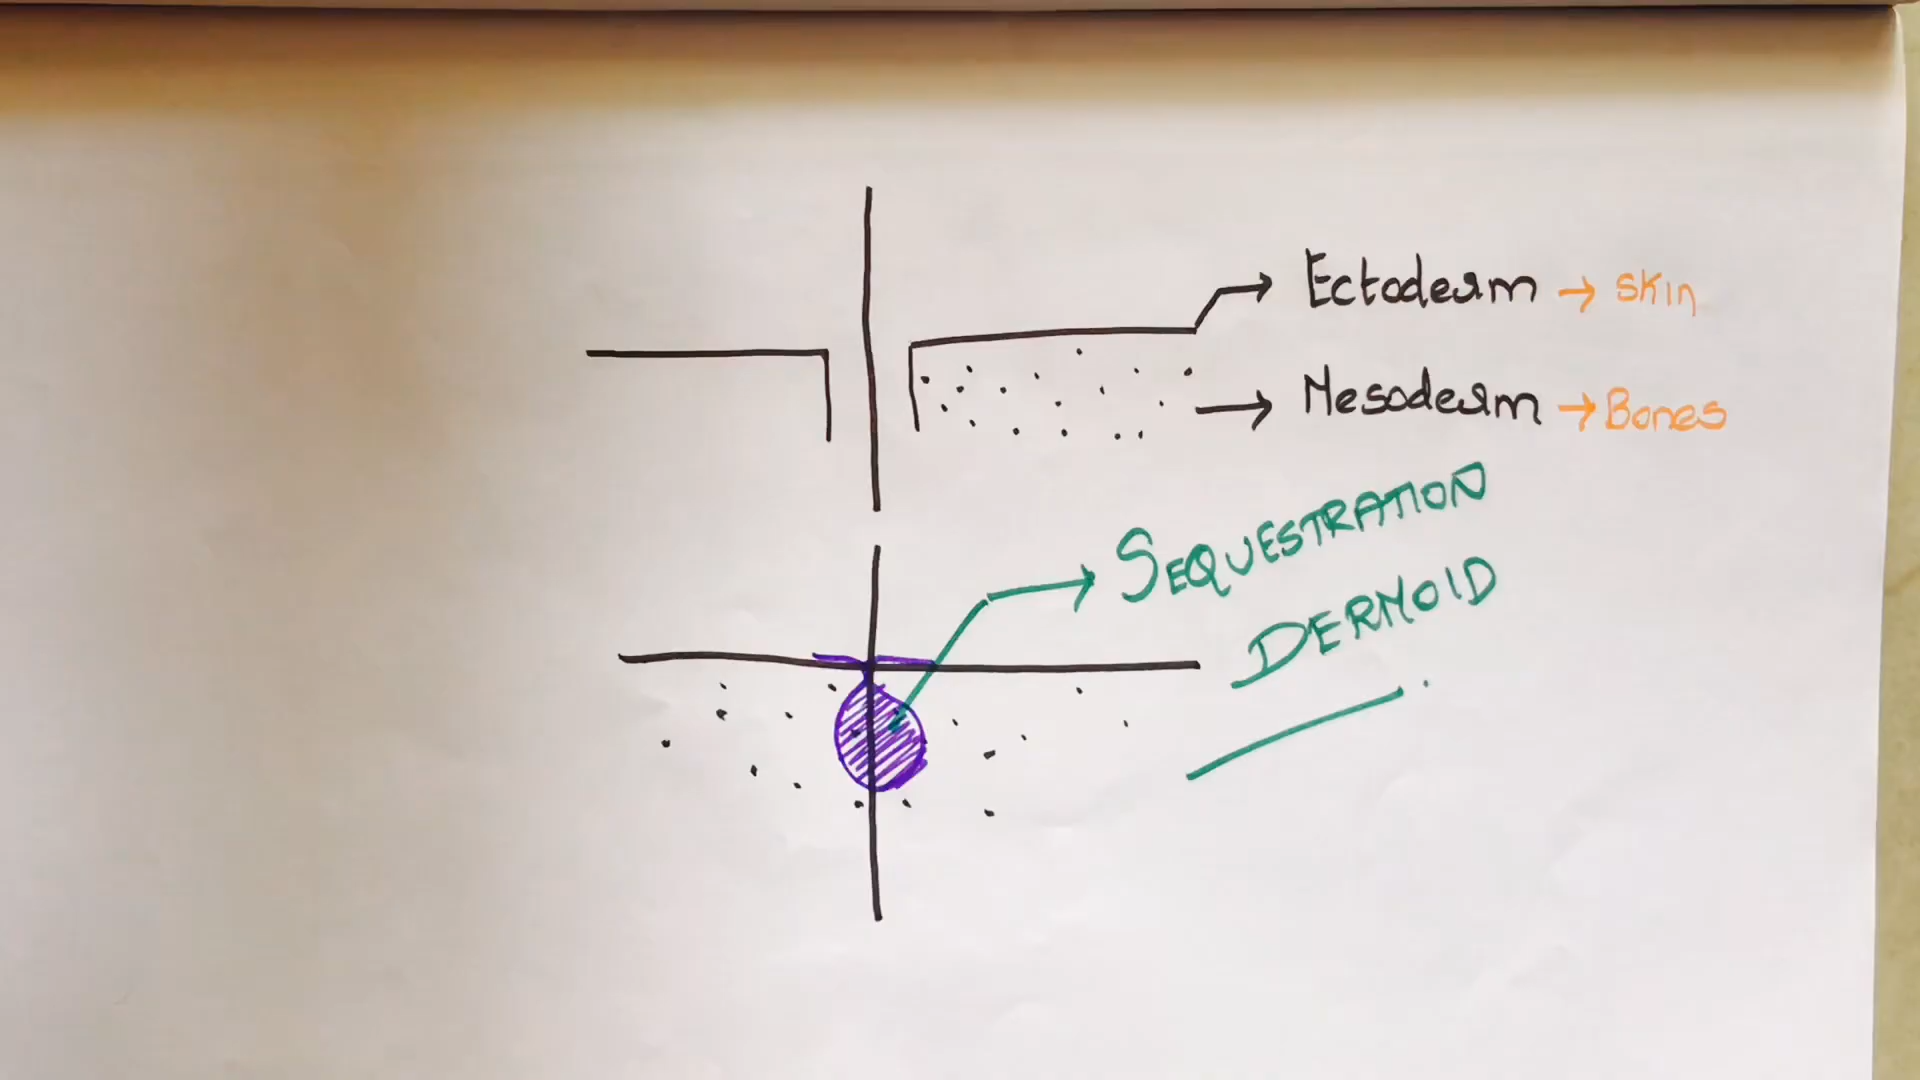 Ectoderm → skin
Mesoderm → Bones
SEQUESTRATION
DERMOID